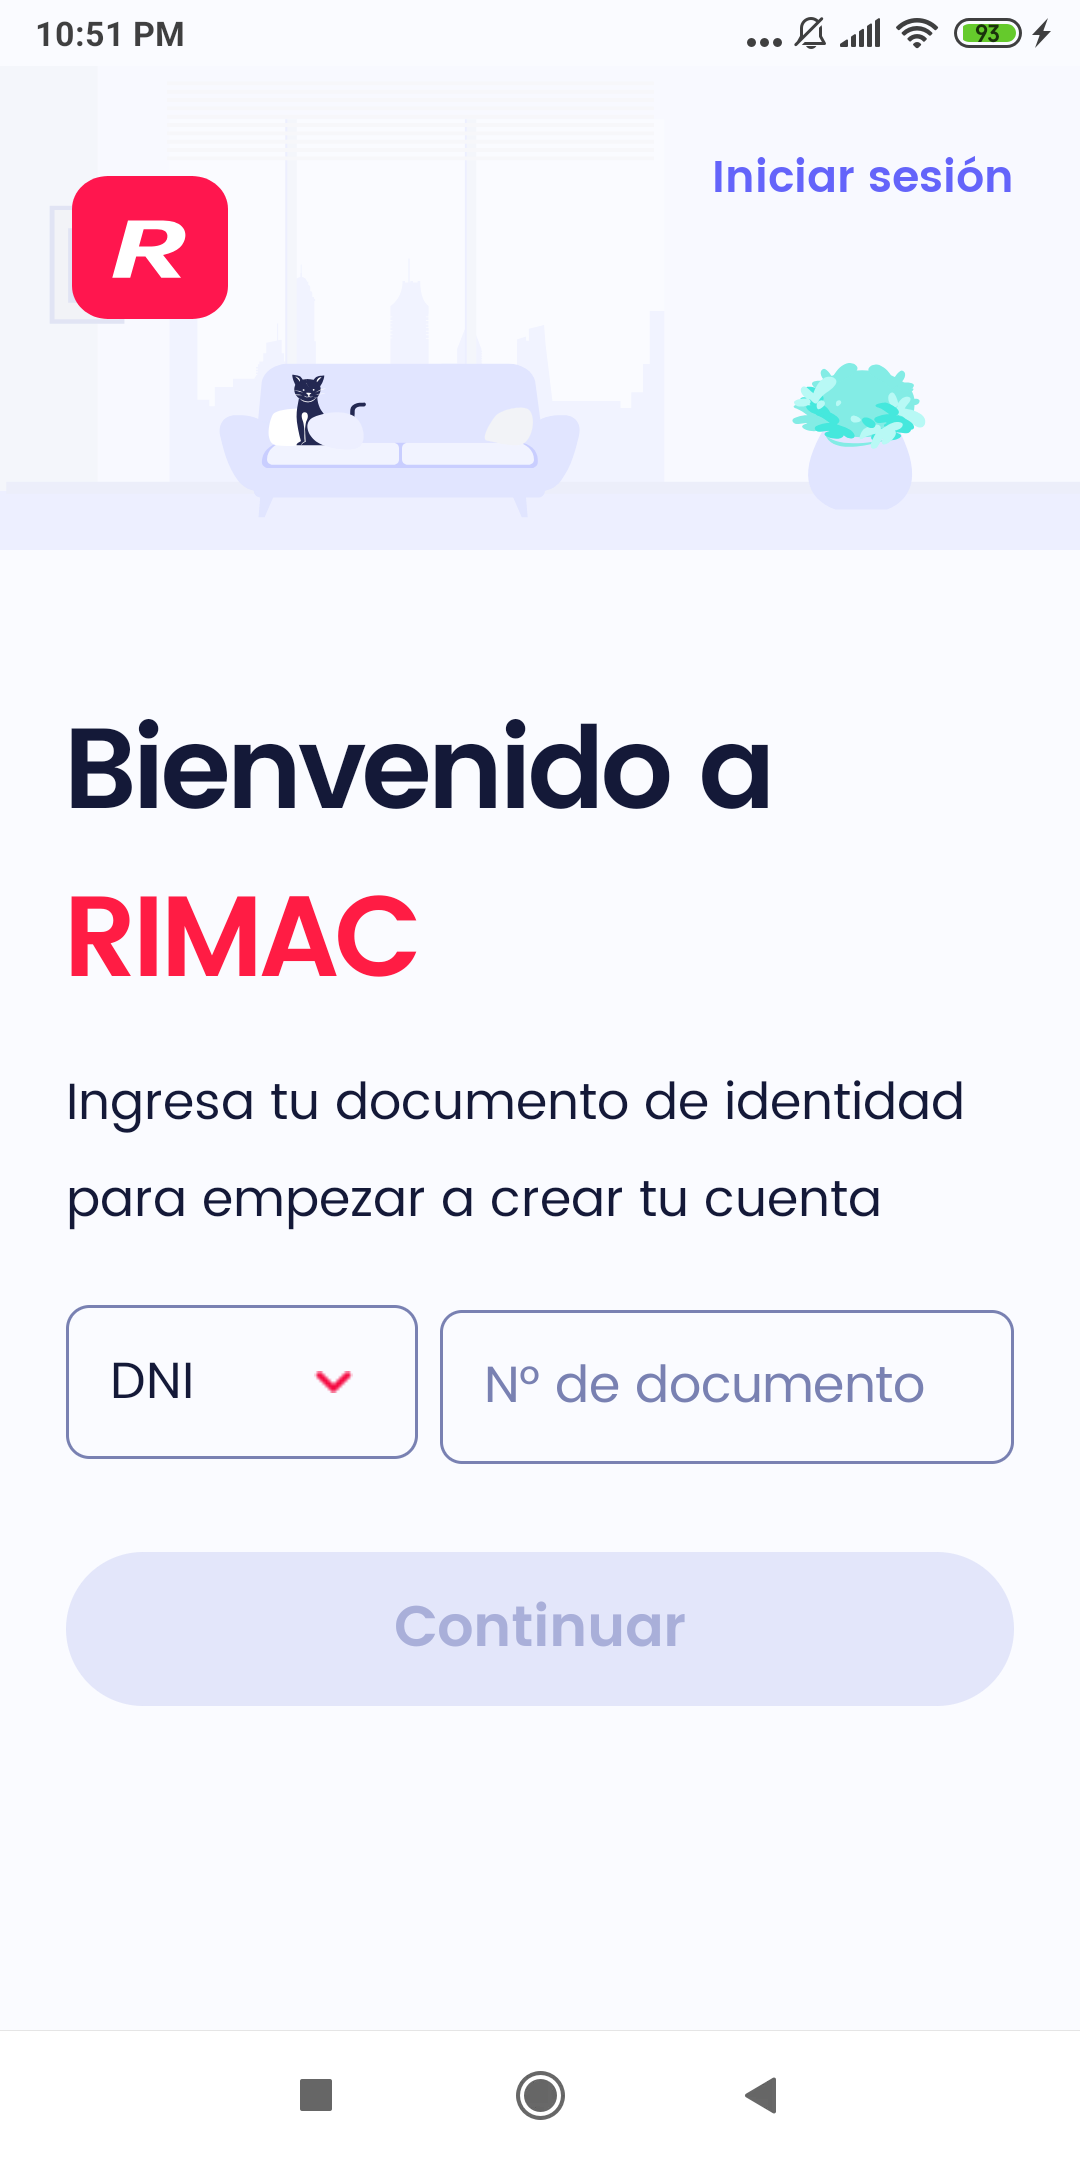 10:51 PM
93
Iniciar sesión
R
Bienvenido a
RIMAC
Ingresa tu documento de identidad
para empezar a crear tu cuenta
DNI
Nº de documento
Continuar